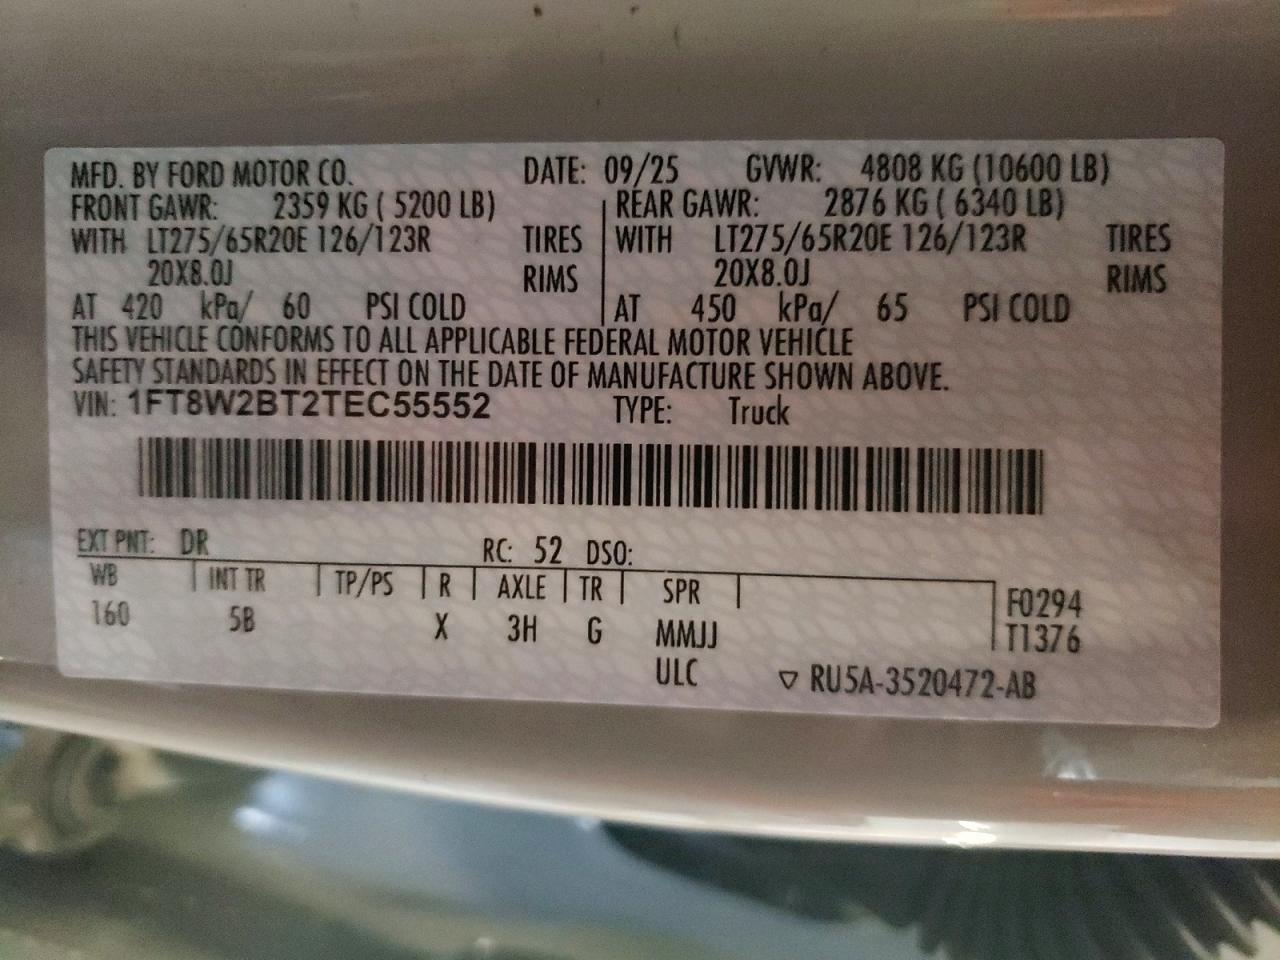 MFD. BY FORD MOTOR CO. DATE: 09/25 GVWR: 4808 KG (10600 LB)
FRONT GAWR: 2359 KG ( 5200 LB) REAR GAWR: 2876 KG ( 6340 LB)
WITH LT275/65R20E 126/123R TIRES WITH LT275/65R20E 126/123R TIRES
20X8.0J RIMS 20X8.0J RIMS
AT 420 kPa/ 60 PSI COLD AT 450 kPa/ 65 PSI COLD
THIS VEHICLE CONFORMS TO ALL APPLICABLE FEDERAL MOTOR VEHICLE
SAFETY STANDARDS IN EFFECT ON THE DATE OF MANUFACTURE SHOWN ABOVE.
VIN: 1FT8W2BT2TEC55552 TYPE: Truck
EXT PNT: DR RC: 52 DSO:
WB INT TR TP/PS R AXLE TR SPR F0294
160 5B X 3H G MMJJ T1376
ULC ▽ RU5A-3520472-AB